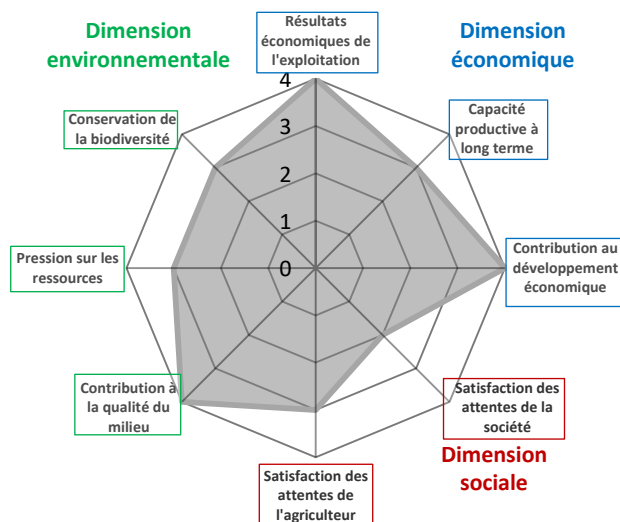 Dimension
environnementale
Résultats
économiques de
l'exploitation
Dimension
économique
Conservation de
la biodiversité
Capacité
productive à
long terme
4
3
2
1
0
Pression sur les
ressources
Contribution au
développement
économique
Contribution à
la qualité du
milieu
Satisfaction des
attentes de la
société
Dimension
sociale
Satisfaction des
attentes de
l'agriculteur